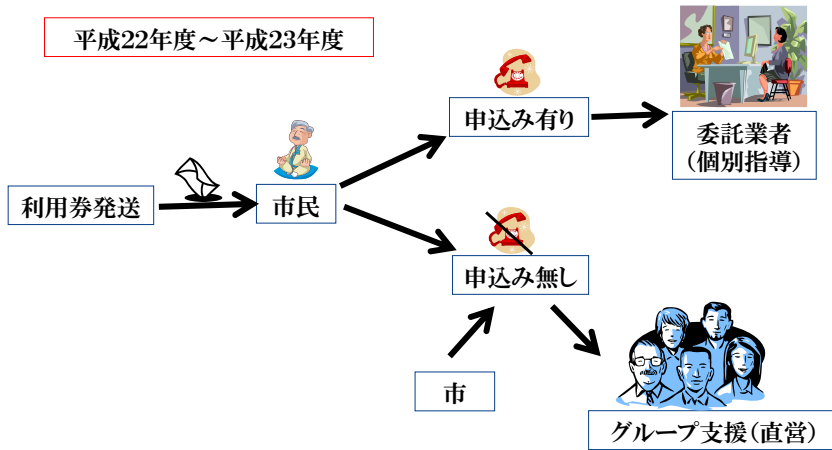 平成22年度～平成23年度
申込み有り
委託業者
（個別指導）
利用券発送
市民
申込み無し
市
グループ支援（直営）